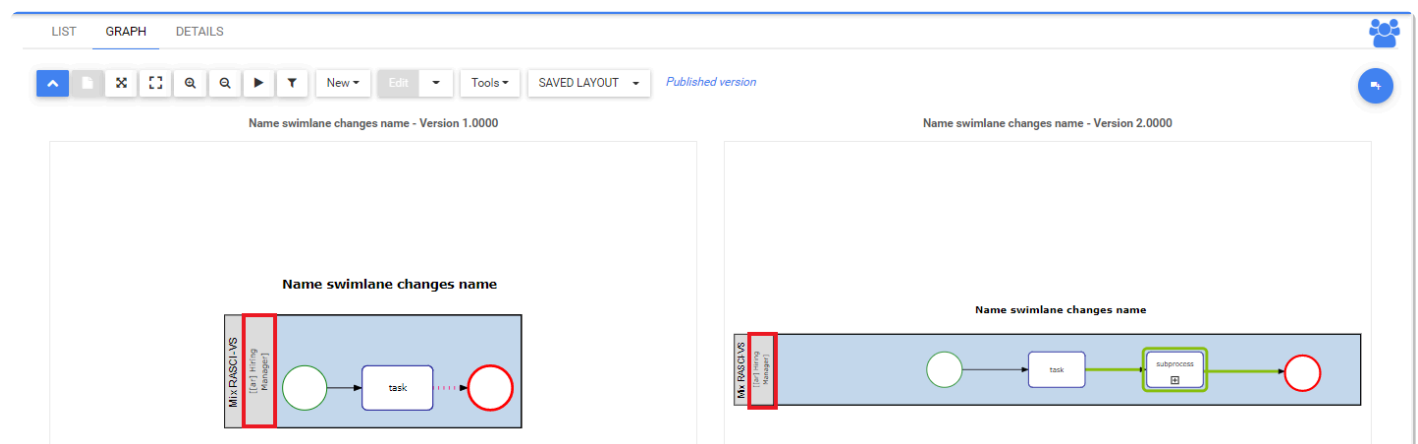 LIST GRAPH DETAILS
New Edit Tools SAVED LAYOUT Published version
Name swimlane changes name - Version 1.0000
Name swimlane changes name
Mix RASCI-VS
[[ar] Hiring
Manager]
task
Name swimlane changes name - Version 2.0000
Name swimlane changes name
Mix RASCI-VS
[[ar] Hiring
Manager]
task
subprocess